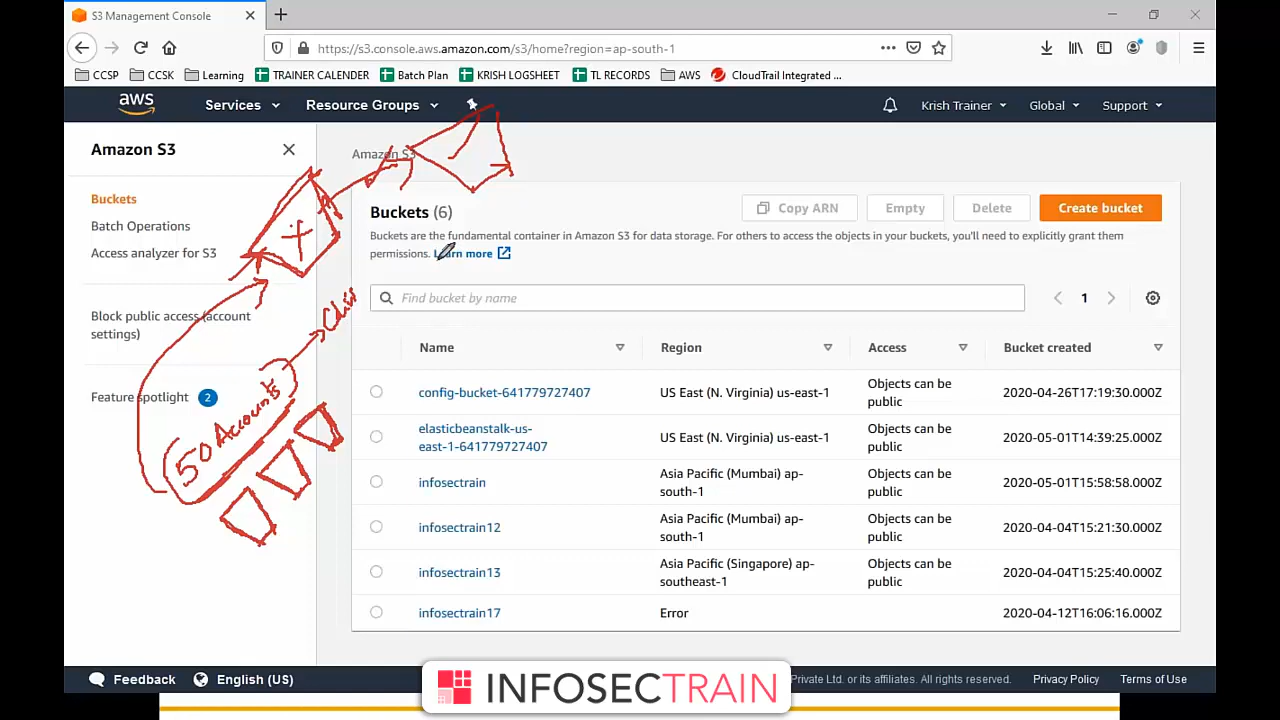 S3 Management Console
https://s3.console.aws.amazon.com/s3/home?region=ap-south-1
CCSP CCSK Learning TRAINER CALENDER Batch Plan KRISH LOGSHEET TL RECORDS AWS CloudTrail Integrated ...
aws Services Resource Groups Krish Trainer Global Support
Amazon S3
Buckets
Batch Operations
Access analyzer for S3
Block public access (account
settings)
Feature spotlight 2
50 Accounts
Amazon S3
Buckets (6)
Copy ARN Empty Delete Create bucket
Buckets are the fundamental container in Amazon S3 for data storage. For others to access the objects in your buckets, you'll need to explicitly grant them
permissions. Learn more
Find bucket by name
1
Name Region Access Bucket created
config-bucket-641779727407 US East (N. Virginia) us-east-1 Objects can be public 2020-04-26T17:19:30.000Z
elasticbeanstalk-us-east-1-641779727407 US East (N. Virginia) us-east-1 Objects can be public 2020-05-01T14:39:25.000Z
infosectrain Asia Pacific (Mumbai) ap-south-1 Objects can be public 2020-05-01T15:58:58.000Z
infosectrain12 Asia Pacific (Mumbai) ap-south-1 Objects can be public 2020-04-04T15:21:30.000Z
infosectrain13 Asia Pacific (Singapore) ap-southeast-1 Objects can be public 2020-04-04T15:25:40.000Z
infosectrain17 Error 2020-04-12T16:06:16.000Z
Feedback English (US) Private Ltd. or its affiliates. All rights reserved. Privacy Policy Terms of Use
INFOSECTRAIN